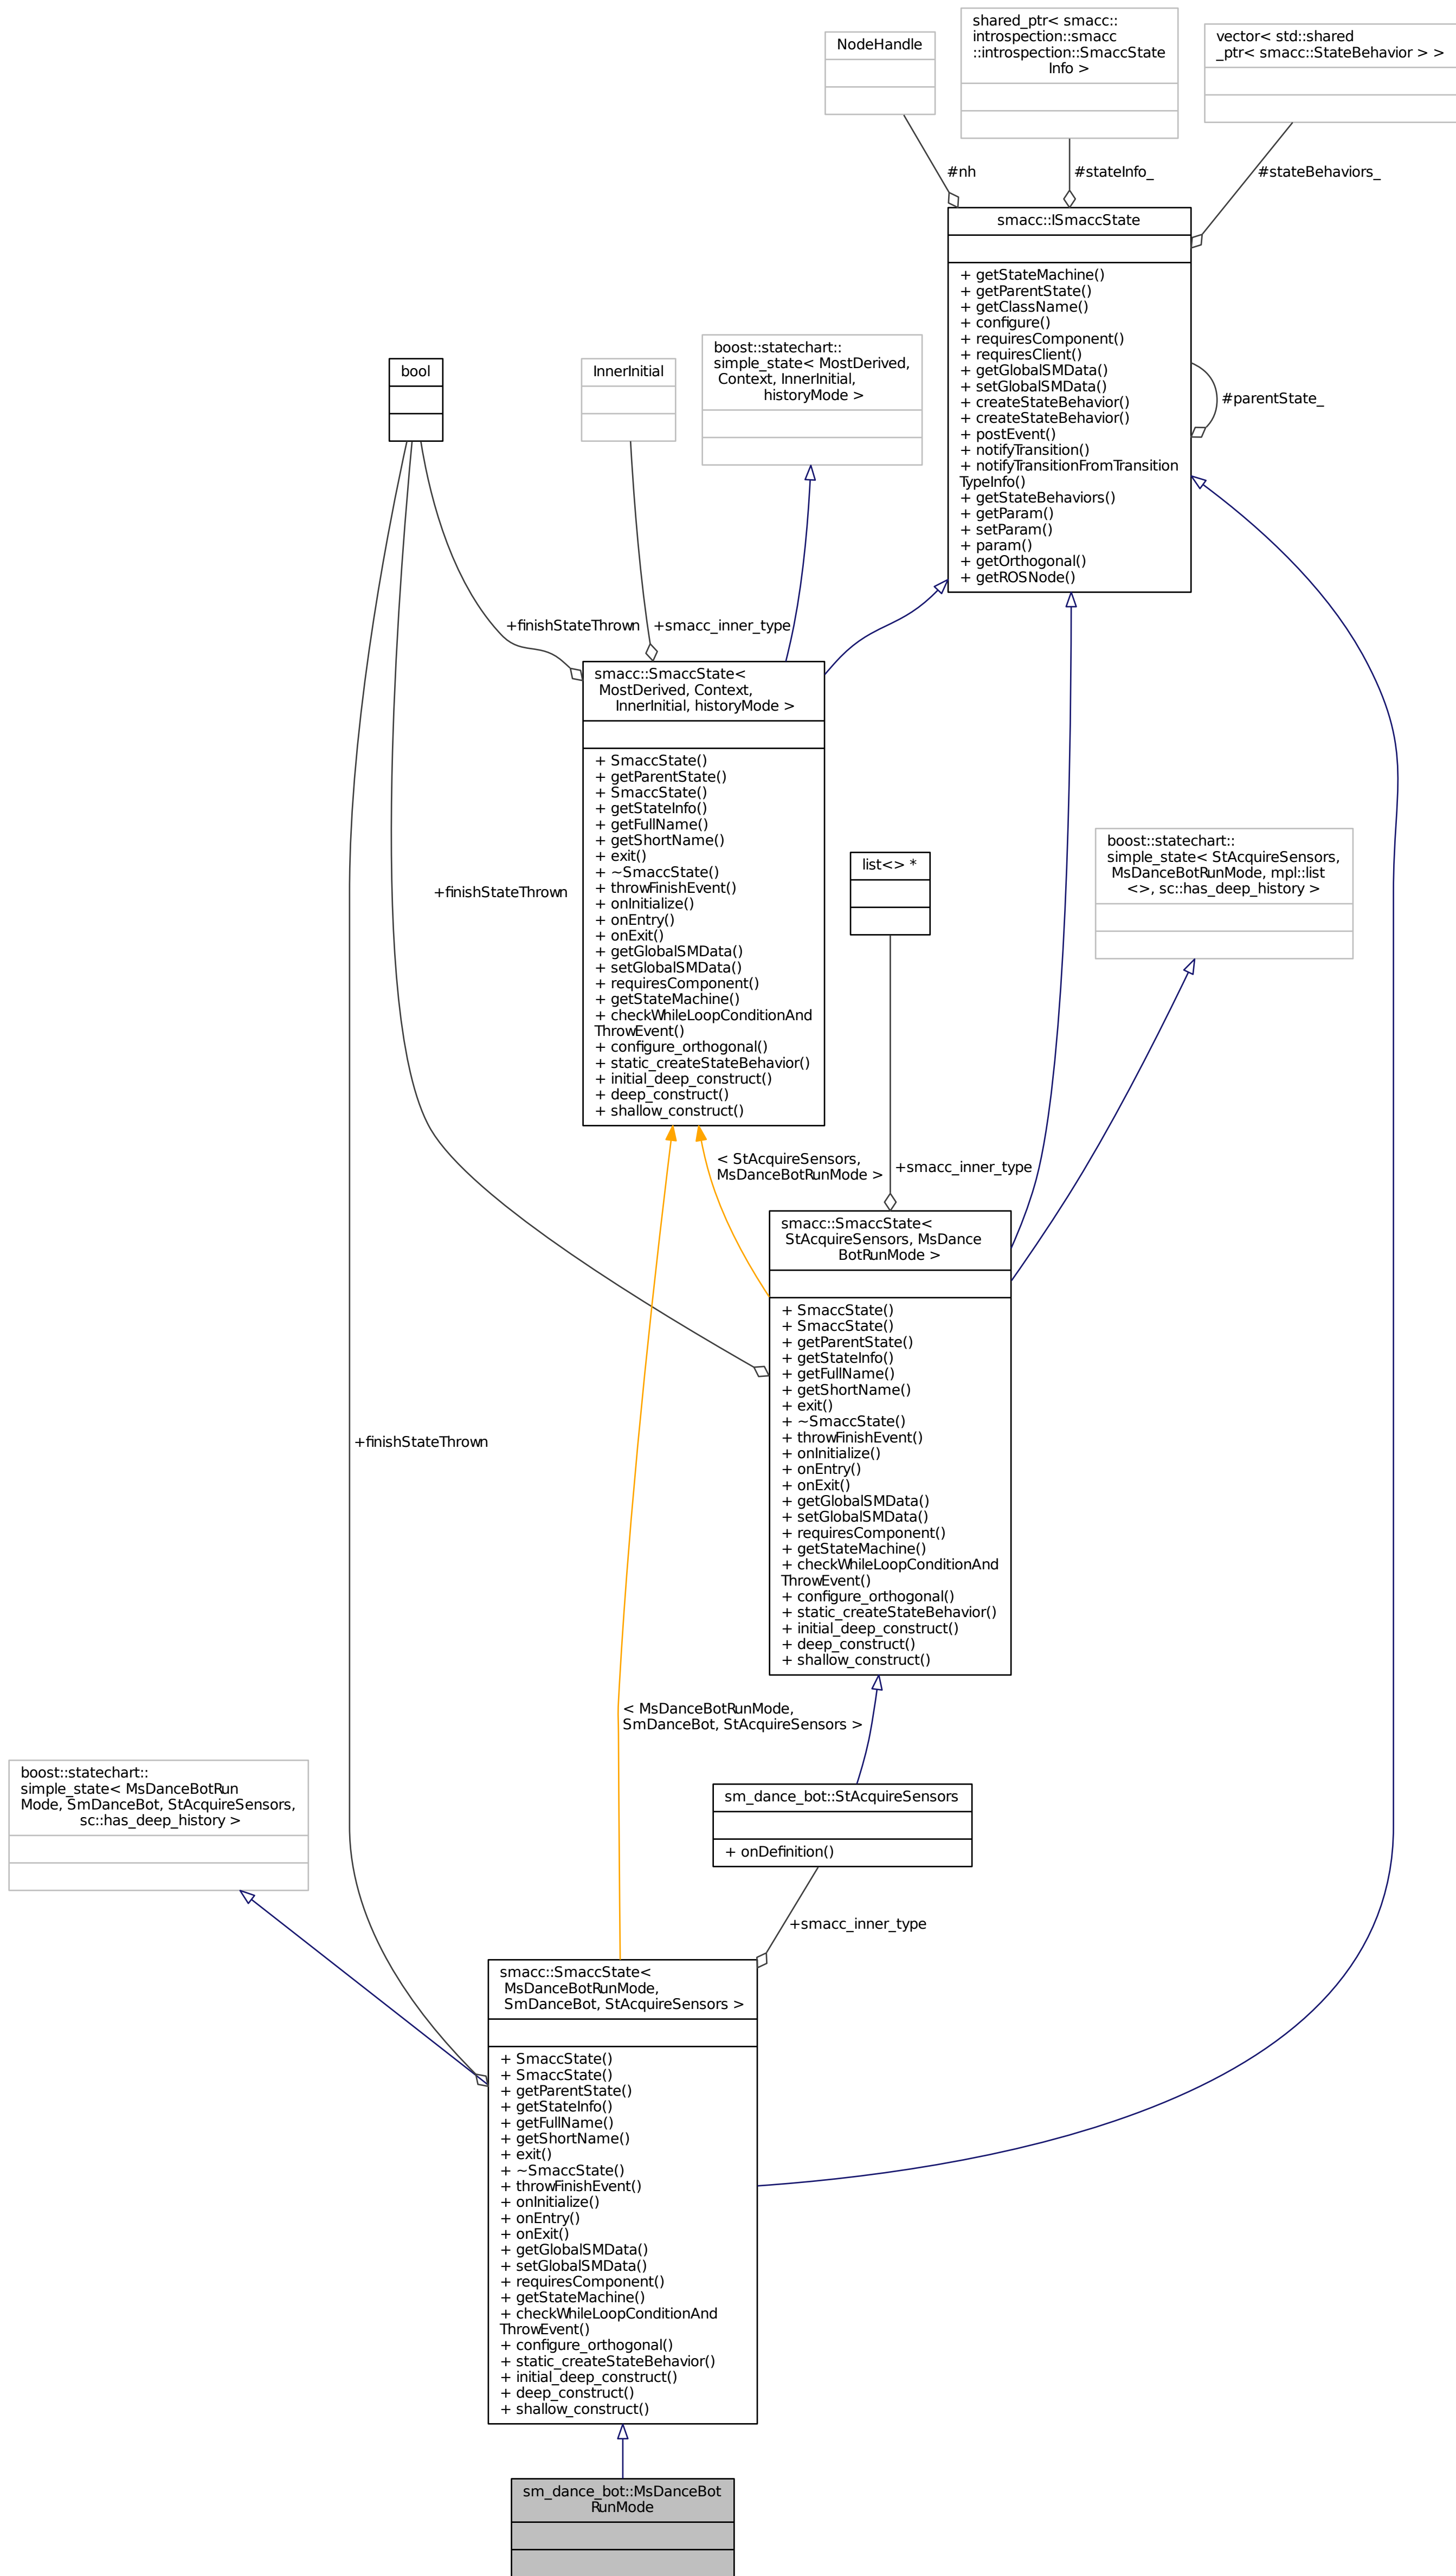 NodeHandle
shared_ptr< smacc::
introspection::smacc
::introspection::SmaccState
Info >
vector< std::shared
_ptr< smacc::StateBehavior > >
#nh
#stateInfo_
#stateBehaviors_
smacc::ISmaccState
+ getStateMachine()
+ getParentState()
+ getClassName()
+ configure()
+ requiresComponent()
+ requiresClient()
+ getGlobalSMData()
+ setGlobalSMData()
+ createStateBehavior()
+ createStateBehavior()
+ postEvent()
+ notifyTransition()
+ notifyTransitionFromTransition
TypeInfo()
+ getStateBehaviors()
+ getParam()
+ setParam()
+ param()
+ getOrthogonal()
+ getROSNode()
#parentState_
bool
InnerInitial
boost::statechart::
simple_state< MostDerived,
Context, InnerInitial,
historyMode >
+finishStateThrown
+smacc_inner_type
smacc::SmaccState<
MostDerived, Context,
InnerInitial, historyMode >
+ SmaccState()
+ getParentState()
+ SmaccState()
+ getStateInfo()
+ getFullName()
+ getShortName()
+ exit()
+ ~SmaccState()
+ throwFinishEvent()
+ onInitialize()
+ onEntry()
+ onExit()
+ getGlobalSMData()
+ setGlobalSMData()
+ requiresComponent()
+ getStateMachine()
+ checkWhileLoopConditionAnd
ThrowEvent()
+ configure_orthogonal()
+ static_createStateBehavior()
+ initial_deep_construct()
+ deep_construct()
+ shallow_construct()
+finishStateThrown
list<> *
boost::statechart::
simple_state< StAcquireSensors,
MsDanceBotRunMode, mpl::list
<>, sc::has_deep_history >
< StAcquireSensors,
MsDanceBotRunMode >
+smacc_inner_type
smacc::SmaccState<
StAcquireSensors, MsDance
BotRunMode >
+ SmaccState()
+ SmaccState()
+ getParentState()
+ getStateInfo()
+ getFullName()
+ getShortName()
+ exit()
+ ~SmaccState()
+ throwFinishEvent()
+ onInitialize()
+ onEntry()
+ onExit()
+ getGlobalSMData()
+ setGlobalSMData()
+ requiresComponent()
+ getStateMachine()
+ checkWhileLoopConditionAnd
ThrowEvent()
+ configure_orthogonal()
+ static_createStateBehavior()
+ initial_deep_construct()
+ deep_construct()
+ shallow_construct()
+finishStateThrown
< MsDanceBotRunMode,
SmDanceBot, StAcquireSensors >
boost::statechart::
simple_state< MsDanceBotRun
Mode, SmDanceBot, StAcquireSensors,
sc::has_deep_history >
sm_dance_bot::StAcquireSensors
+ onDefinition()
+smacc_inner_type
smacc::SmaccState<
MsDanceBotRunMode,
SmDanceBot, StAcquireSensors >
+ SmaccState()
+ SmaccState()
+ getParentState()
+ getStateInfo()
+ getFullName()
+ getShortName()
+ exit()
+ ~SmaccState()
+ throwFinishEvent()
+ onInitialize()
+ onEntry()
+ onExit()
+ getGlobalSMData()
+ setGlobalSMData()
+ requiresComponent()
+ getStateMachine()
+ checkWhileLoopConditionAnd
ThrowEvent()
+ configure_orthogonal()
+ static_createStateBehavior()
+ initial_deep_construct()
+ deep_construct()
+ shallow_construct()
sm_dance_bot::MsDanceBot
RunMode